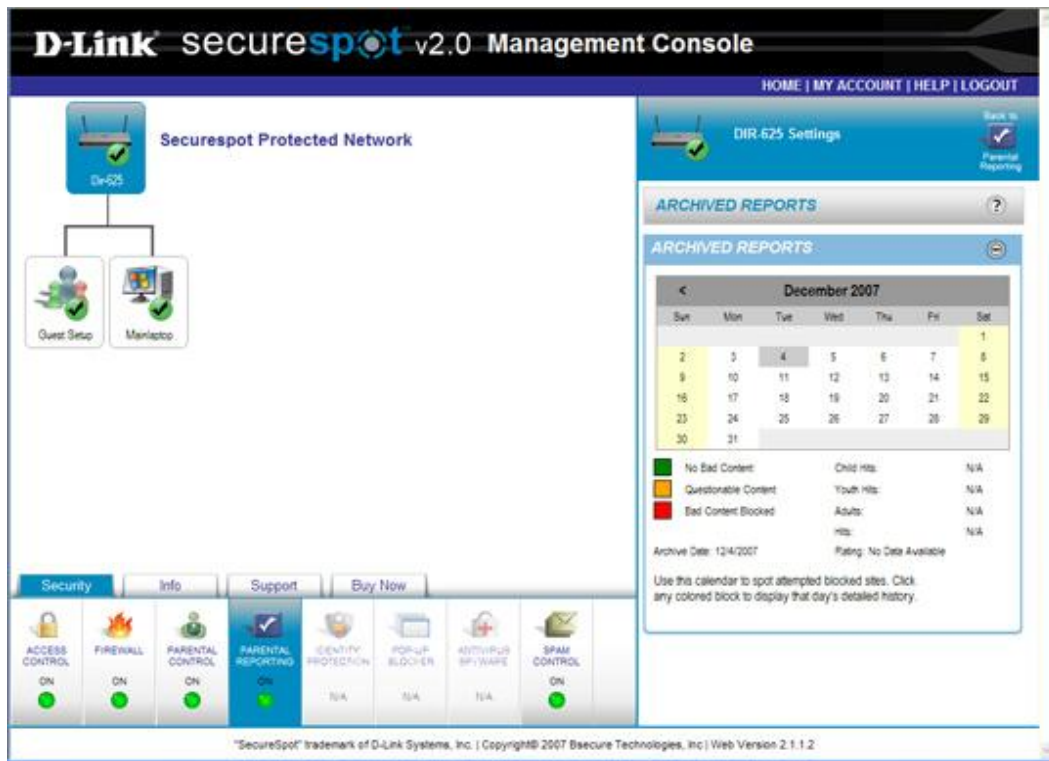 D-Link securespot v2.0 Management Console
HOME | MY ACCOUNT | HELP | LOGOUT
Dir-625
Securespot Protected Network
Guest Setup
Mainlaptop
DIR-625 Settings
Back to
Parental
Reporting
ARCHIVED REPORTS ?
ARCHIVED REPORTS
< December 2007
Sun Mon Tue Wed Thu Fri Sat
1
2 3 4 5 6 7 8
9 10 11 12 13 14 15
16 17 18 19 20 21 22
23 24 25 26 27 28 29
30 31
No Bad Content Child Hits: N/A
Questionable Content Youth Hits: N/A
Bad Content Blocked Adults: N/A
Hits: N/A
Archive Date: 12/4/2007 Rating: No Data Available
Use this calendar to spot attempted blocked sites. Click
any colored block to display that day's detailed history.
Security Info Support Buy Now
ACCESS
CONTROL
ON
FIREWALL
ON
PARENTAL
CONTROL
ON
PARENTAL
REPORTING
ON
IDENTITY
PROTECTION
N/A
POP-UP
BLOCKER
N/A
ANTIVIRUS
SPYWARE
N/A
SPAM
CONTROL
ON
"SecureSpot" trademark of D-Link Systems, Inc. | Copyright© 2007 Bsecure Technologies, Inc | Web Version 2.1.1.2